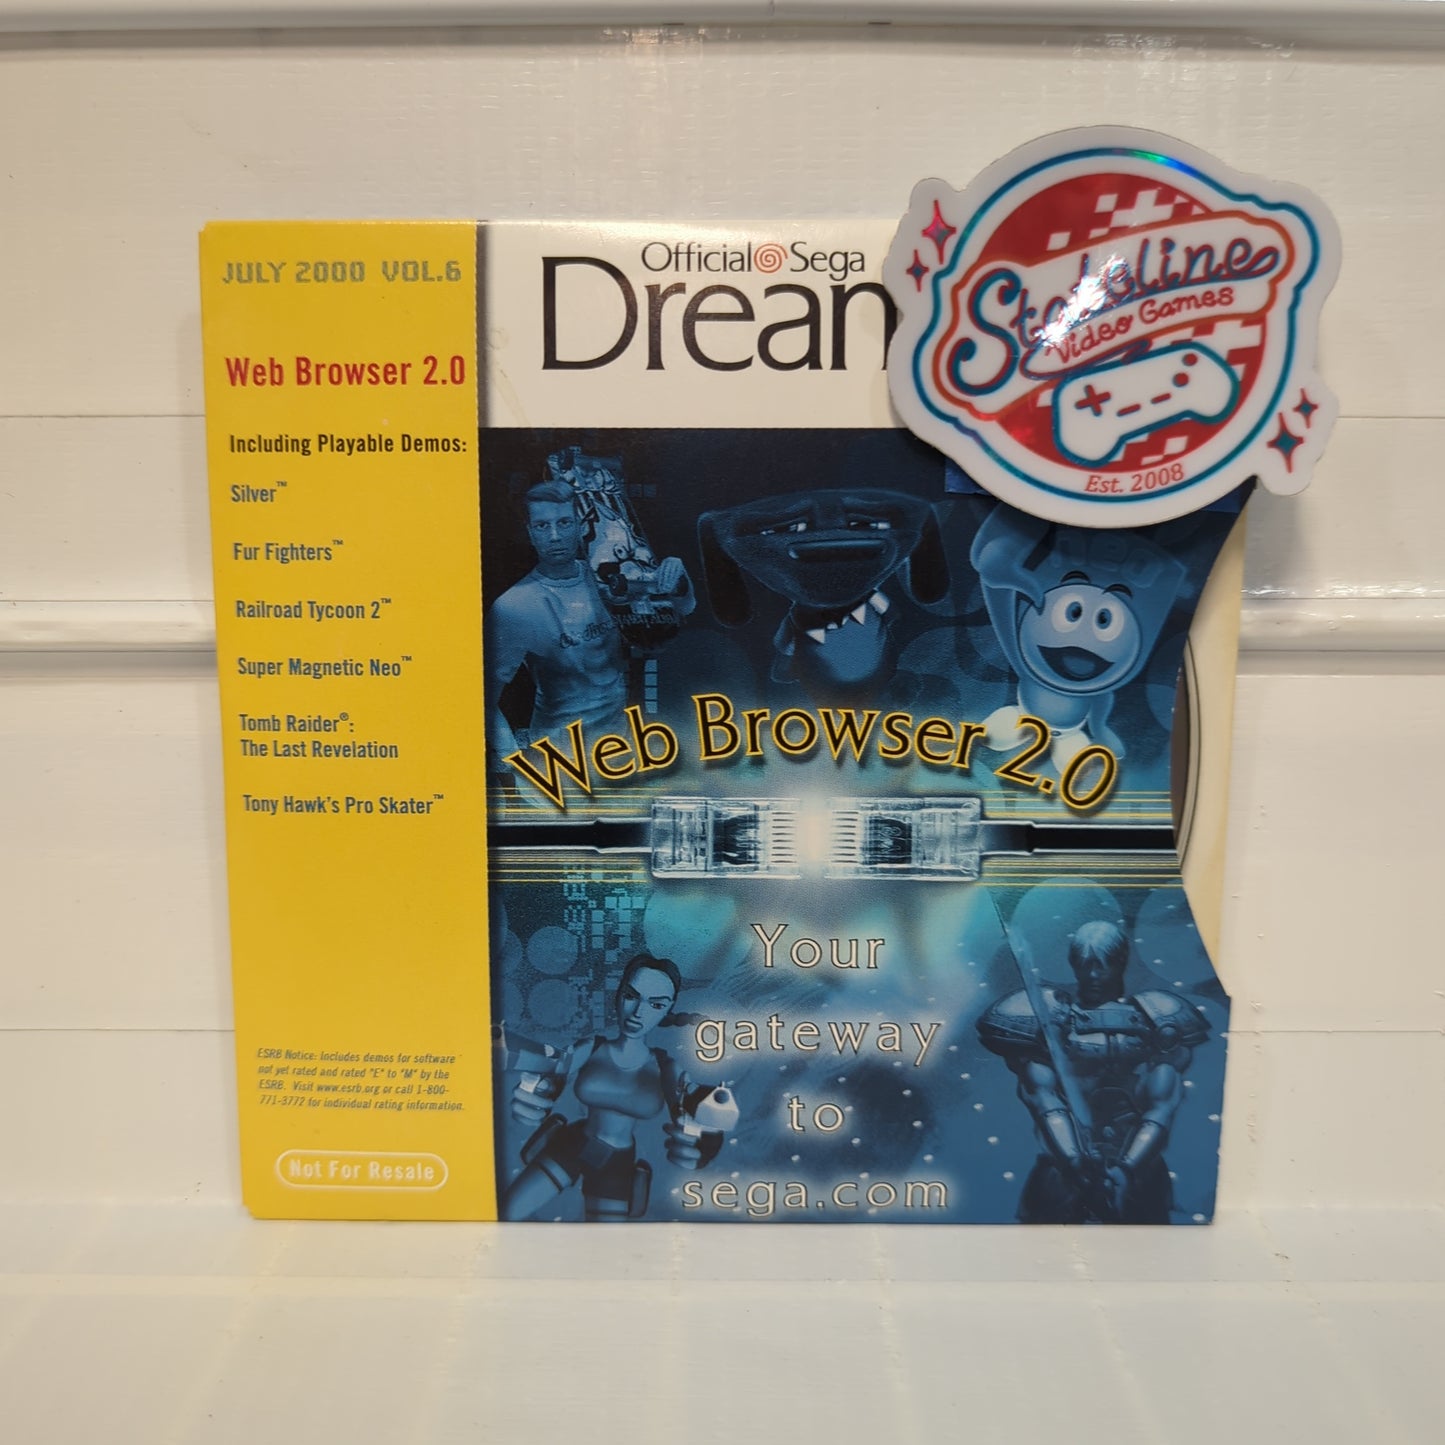 JULY 2000 VOL.6
Web Browser 2.0
Including Playable Demos:
Silver™
Fur Fighters™
Railroad Tycoon 2™
Super Magnetic Neo™
Tomb Raider®:
The Last Revelation
Tony Hawk's Pro Skater™
ESRB Notice: Includes demos for software
not yet rated and rated "E" to "M" by the
ESRB. Visit www.esrb.org or call 1-800-
771-3772 for individual rating information.
Not For Resale
Official Sega
Dream
Stateline
Video Games
Est. 2008
neo
Web Browser 2.0
Your
gateway
to
sega.com